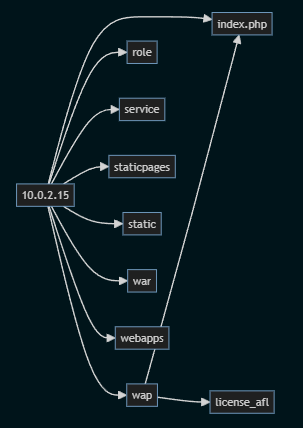 index.php
role
service
staticpages
10.0.2.15
static
war
webapps
wap
license_afl